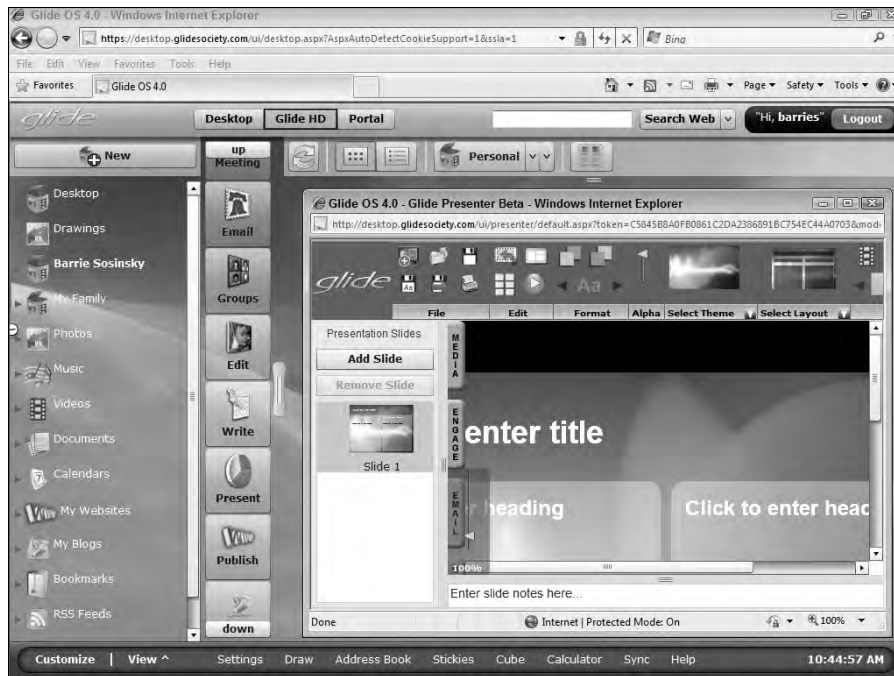 Glide OS 4.0 - Windows Internet Explorer
https://desktop.glidesociety.com/ui/desktop.aspx?AspxAutoDetectCookieSupport=1&ssla=1
Bing
File Edit View Favorites Tools Help
Favorites Glide OS 4.0 Page Safety Tools
glide Desktop Glide HD Portal Search Web "Hi, barries" Logout
New
up
Meeting
Personal
Desktop
Drawings
Barrie Sosinsky
My Family
Photos
Music
Videos
Documents
Calendars
My Websites
My Blogs
Bookmarks
RSS Feeds
Email
Groups
Edit
Write
Present
Publish
down
Glide OS 4.0 - Glide Presenter Beta - Windows Internet Explorer
http://desktop.glidesociety.com/ui/presenter/default.aspx?token=C5845B8A0FB0861C2DA2386891BC754EC44A0703&mod
glide
As
Aa
File Edit Format Alpha Select Theme Select Layout
Presentation Slides
Add Slide
Remove Slide
Slide 1
MEDIA
ENGAGE
EMAIL
enter title
r heading
Click to enter head
100%
Enter slide notes here...
Done Internet | Protected Mode: On 100%
Customize | View ^ Settings Draw Address Book Stickies Cube Calculator Sync Help 10:44:57 AM